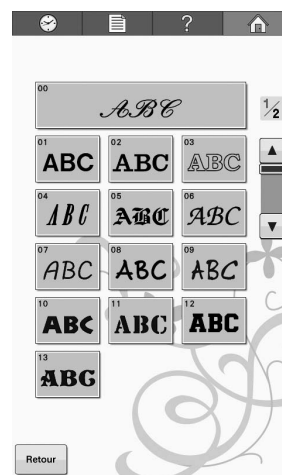 ?
00
ABC
1/2
01 02 03
ABC ABC ABC
04 05 06
ABC ABC ABC
07 08 09
ABC ABC ABC
10 11 12
ABC ABC ABC
13
ABC
Retour